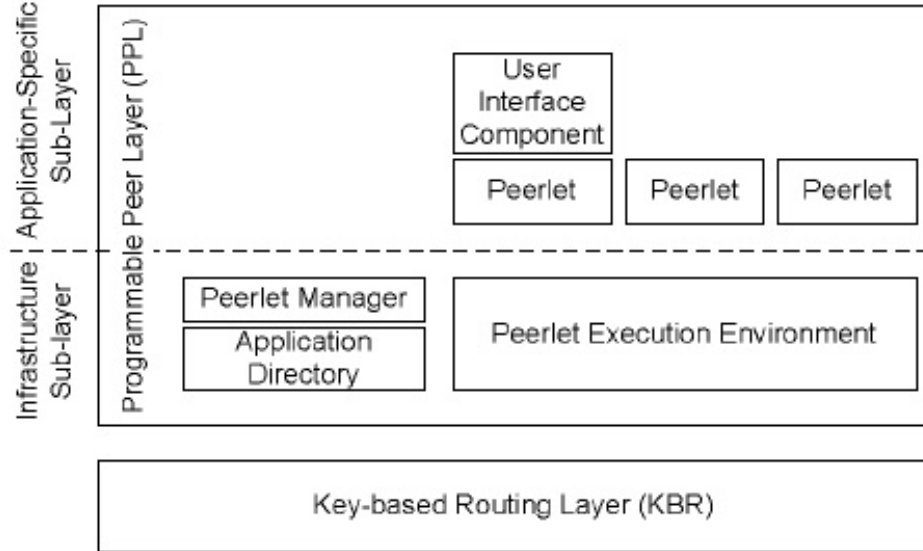 Application-Specific
Sub-Layer
Infrastructure
Sub-layer
Programmable Peer Layer (PPL)
User
Interface
Component
Peerlet
Peerlet
Peerlet
Peerlet Manager
Application
Directory
Peerlet Execution Environment
Key-based Routing Layer (KBR)